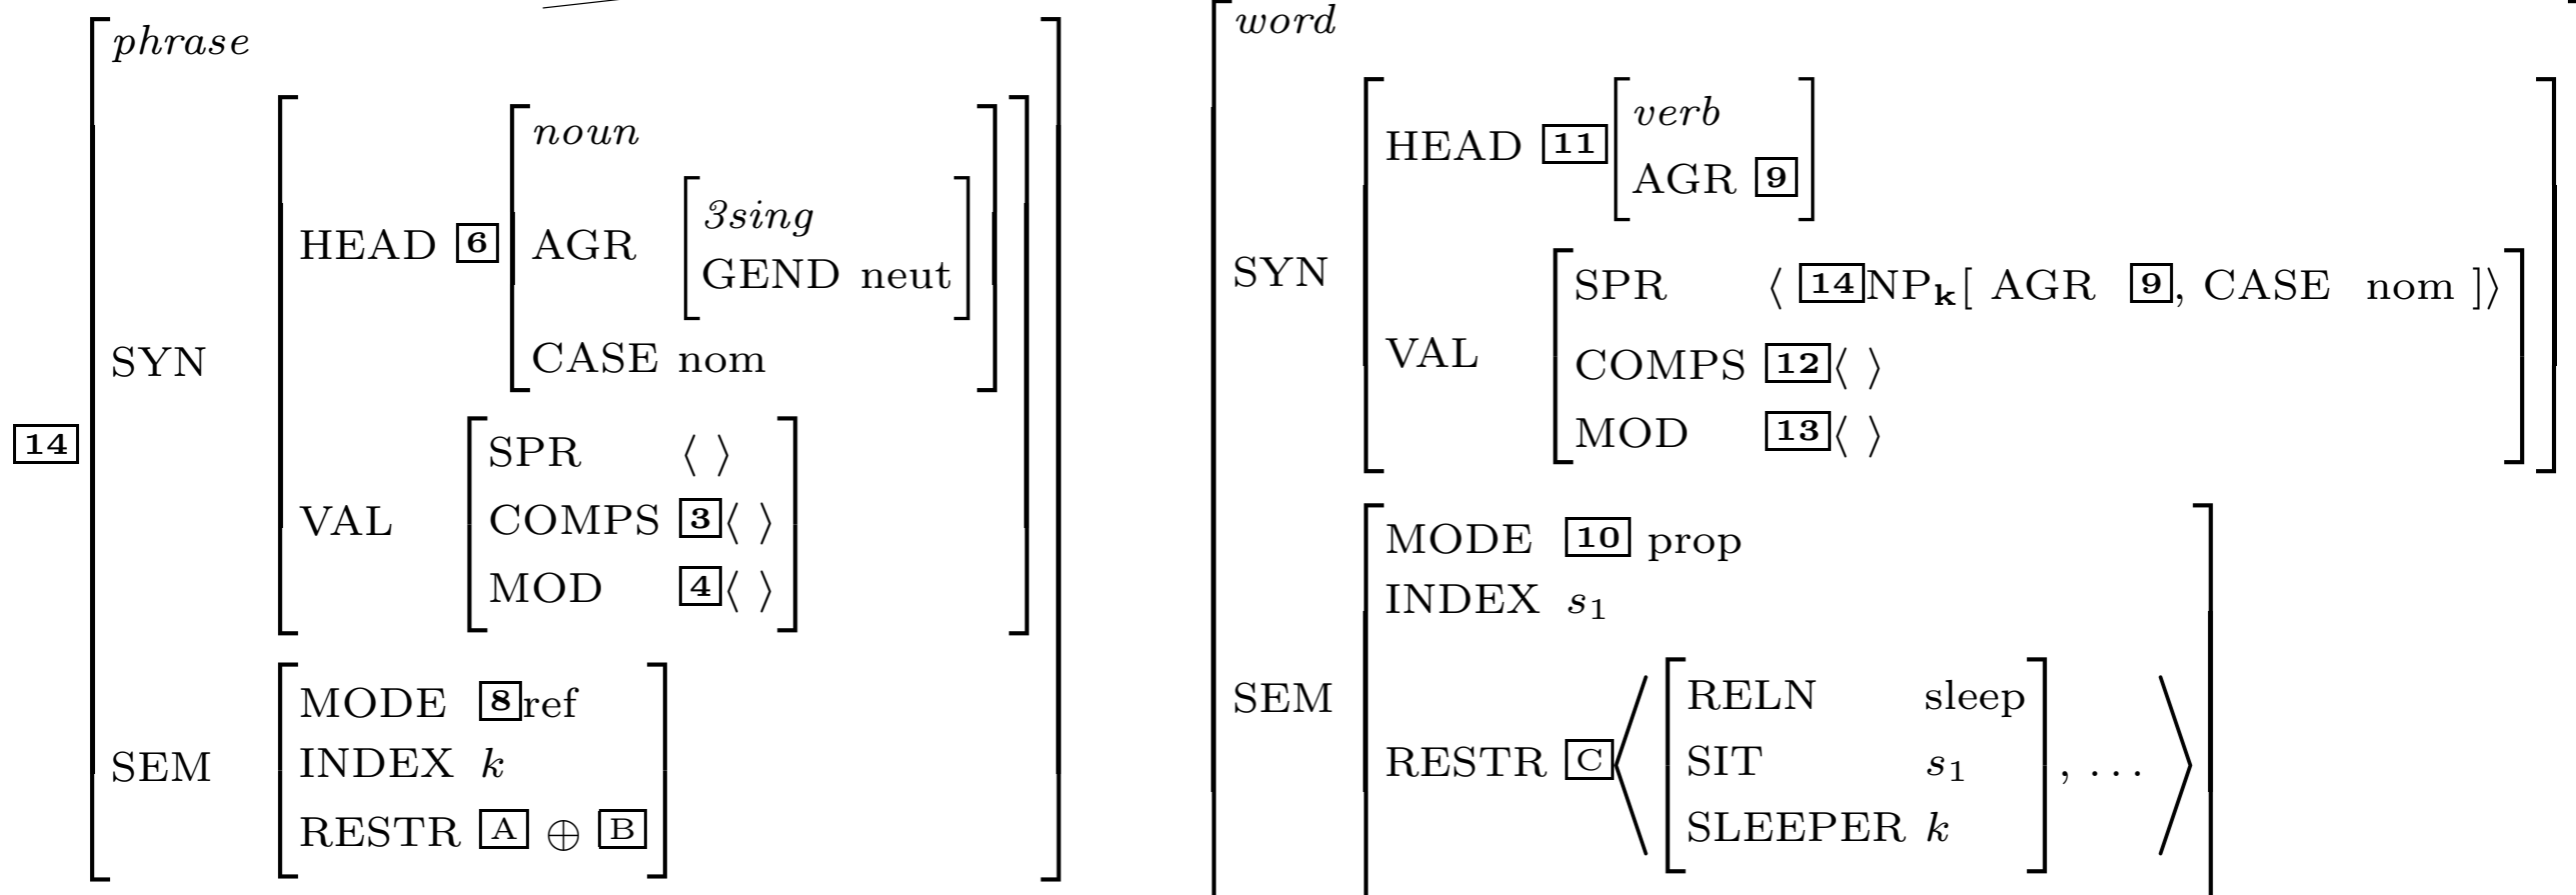 phrase
noun
3sing
GEND neut
HEAD 6 AGR
CASE nom
SYN
SPR ⟨ ⟩
VAL COMPS 3⟨ ⟩
MOD 4⟨ ⟩
14
MODE 8ref
INDEX k
SEM
RESTR A ⊕ B
word
verb
HEAD 11
AGR 9
SYN
SPR ⟨ 14NPk[ AGR 9, CASE nom ]⟩
VAL COMPS 12⟨ ⟩
MOD 13⟨ ⟩
MODE 10 prop
INDEX s1
SEM
RELN sleep
RESTR C⟨ SIT s1 , ... ⟩
SLEEPER k